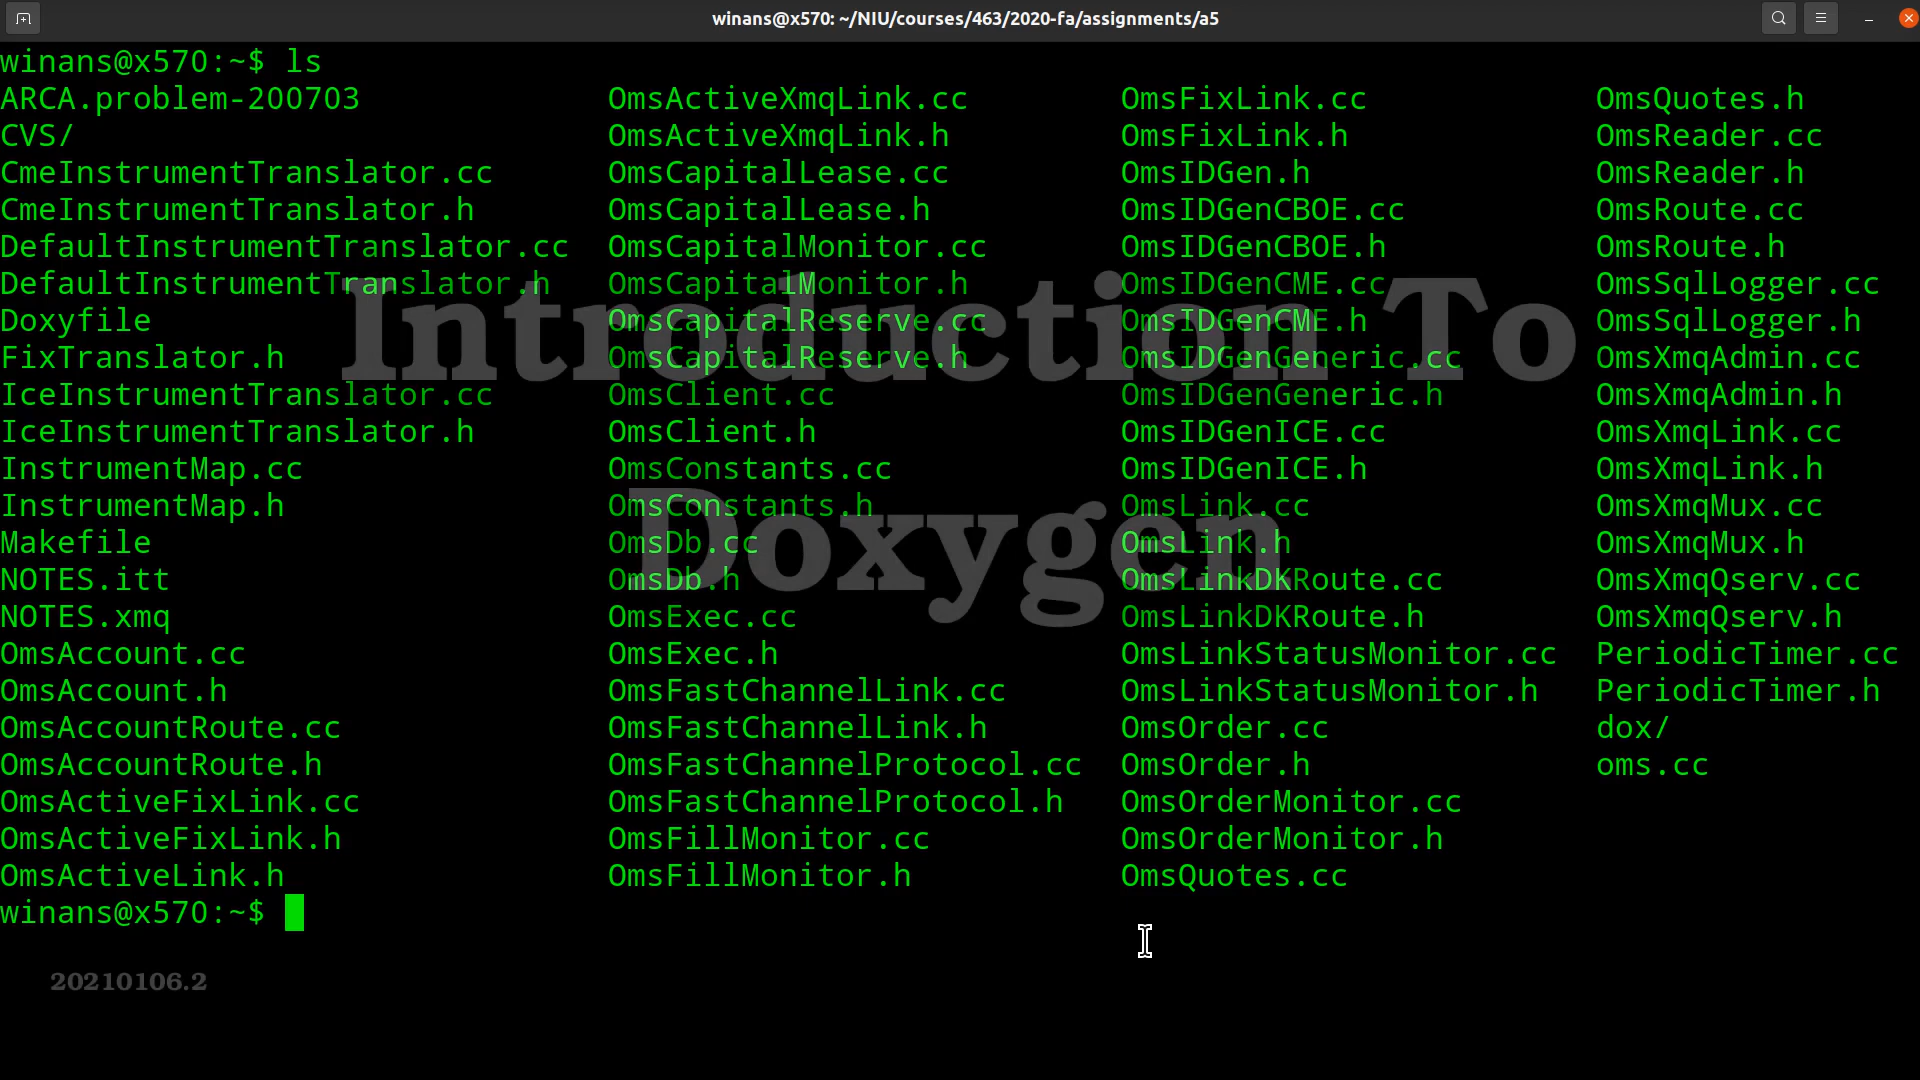 winans@x570: ~/NIU/courses/463/2020-fa/assignments/a5
winans@x570:~$ ls
ARCA.problem-200703 OmsActiveXmqLink.cc OmsFixLink.cc OmsQuotes.h
CVS/ OmsActiveXmqLink.h OmsFixLink.h OmsReader.cc
CmeInstrumentTranslator.cc OmsCapitalLease.cc OmsIDGen.h OmsReader.h
CmeInstrumentTranslator.h OmsCapitalLease.h OmsIDGenCBOE.cc OmsRoute.cc
DefaultInstrumentTranslator.cc OmsCapitalMonitor.cc OmsIDGenCBOE.h OmsRoute.h
DefaultInstrumentTranslator.h OmsCapitalMonitor.h OmsIDGenCME.cc OmsSqlLogger.cc
Doxyfile OmsCapitalReserve.cc OmsIDGenCME.h OmsSqlLogger.h
FixTranslator.h OmsCapitalReserve.h OmsIDGenGeneric.cc OmsXmqAdmin.cc
IceInstrumentTranslator.cc OmsClient.cc OmsIDGenGeneric.h OmsXmqAdmin.h
IceInstrumentTranslator.h OmsClient.h OmsIDGenICE.cc OmsXmqLink.cc
InstrumentMap.cc OmsConstants.cc OmsIDGenICE.h OmsXmqLink.h
InstrumentMap.h OmsConstants.h OmsLink.cc OmsXmqMux.cc
Makefile OmsDb.cc OmsLink.h OmsXmqMux.h
NOTES.itt OmsDb.h OmsLinkDKRoute.cc OmsXmqQserv.cc
NOTES.xmq OmsExec.cc OmsLinkDKRoute.h OmsXmqQserv.h
OmsAccount.cc OmsExec.h OmsLinkStatusMonitor.cc PeriodicTimer.cc
OmsAccount.h OmsFastChannelLink.cc OmsLinkStatusMonitor.h PeriodicTimer.h
OmsAccountRoute.cc OmsFastChannelLink.h OmsOrder.cc dox/
OmsAccountRoute.h OmsFastChannelProtocol.cc OmsOrder.h oms.cc
OmsActiveFixLink.cc OmsFastChannelProtocol.h OmsOrderMonitor.cc
OmsActiveFixLink.h OmsFillMonitor.cc OmsOrderMonitor.h
OmsActiveLink.h OmsFillMonitor.h OmsQuotes.cc
winans@x570:~$
Introduction To
Doxygen
20210106.2